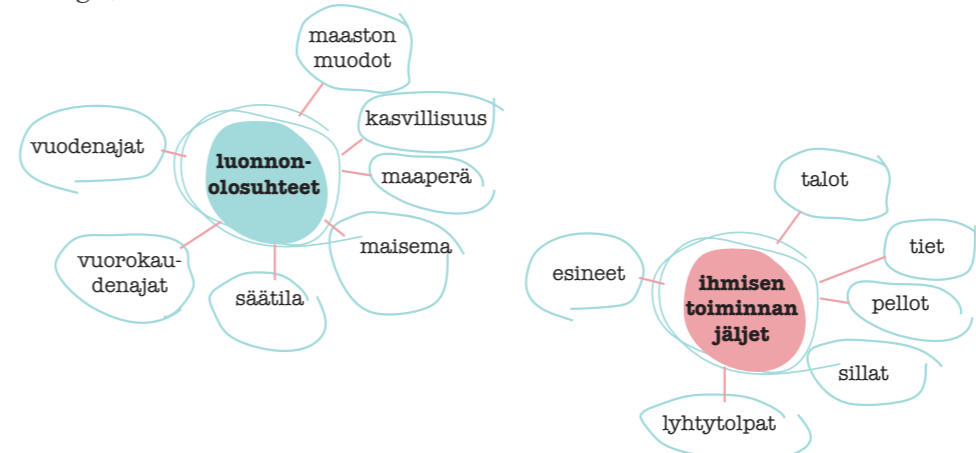 maaston
muodot
kasvillisuus
vuodenajat
luonnon-
olosuhteet
maaperä
maisema
vuorokau-
denajat
säätila
talot
tiet
esineet
ihmisen
toiminnan
jäljet
pellot
sillat
lyhtytolpat